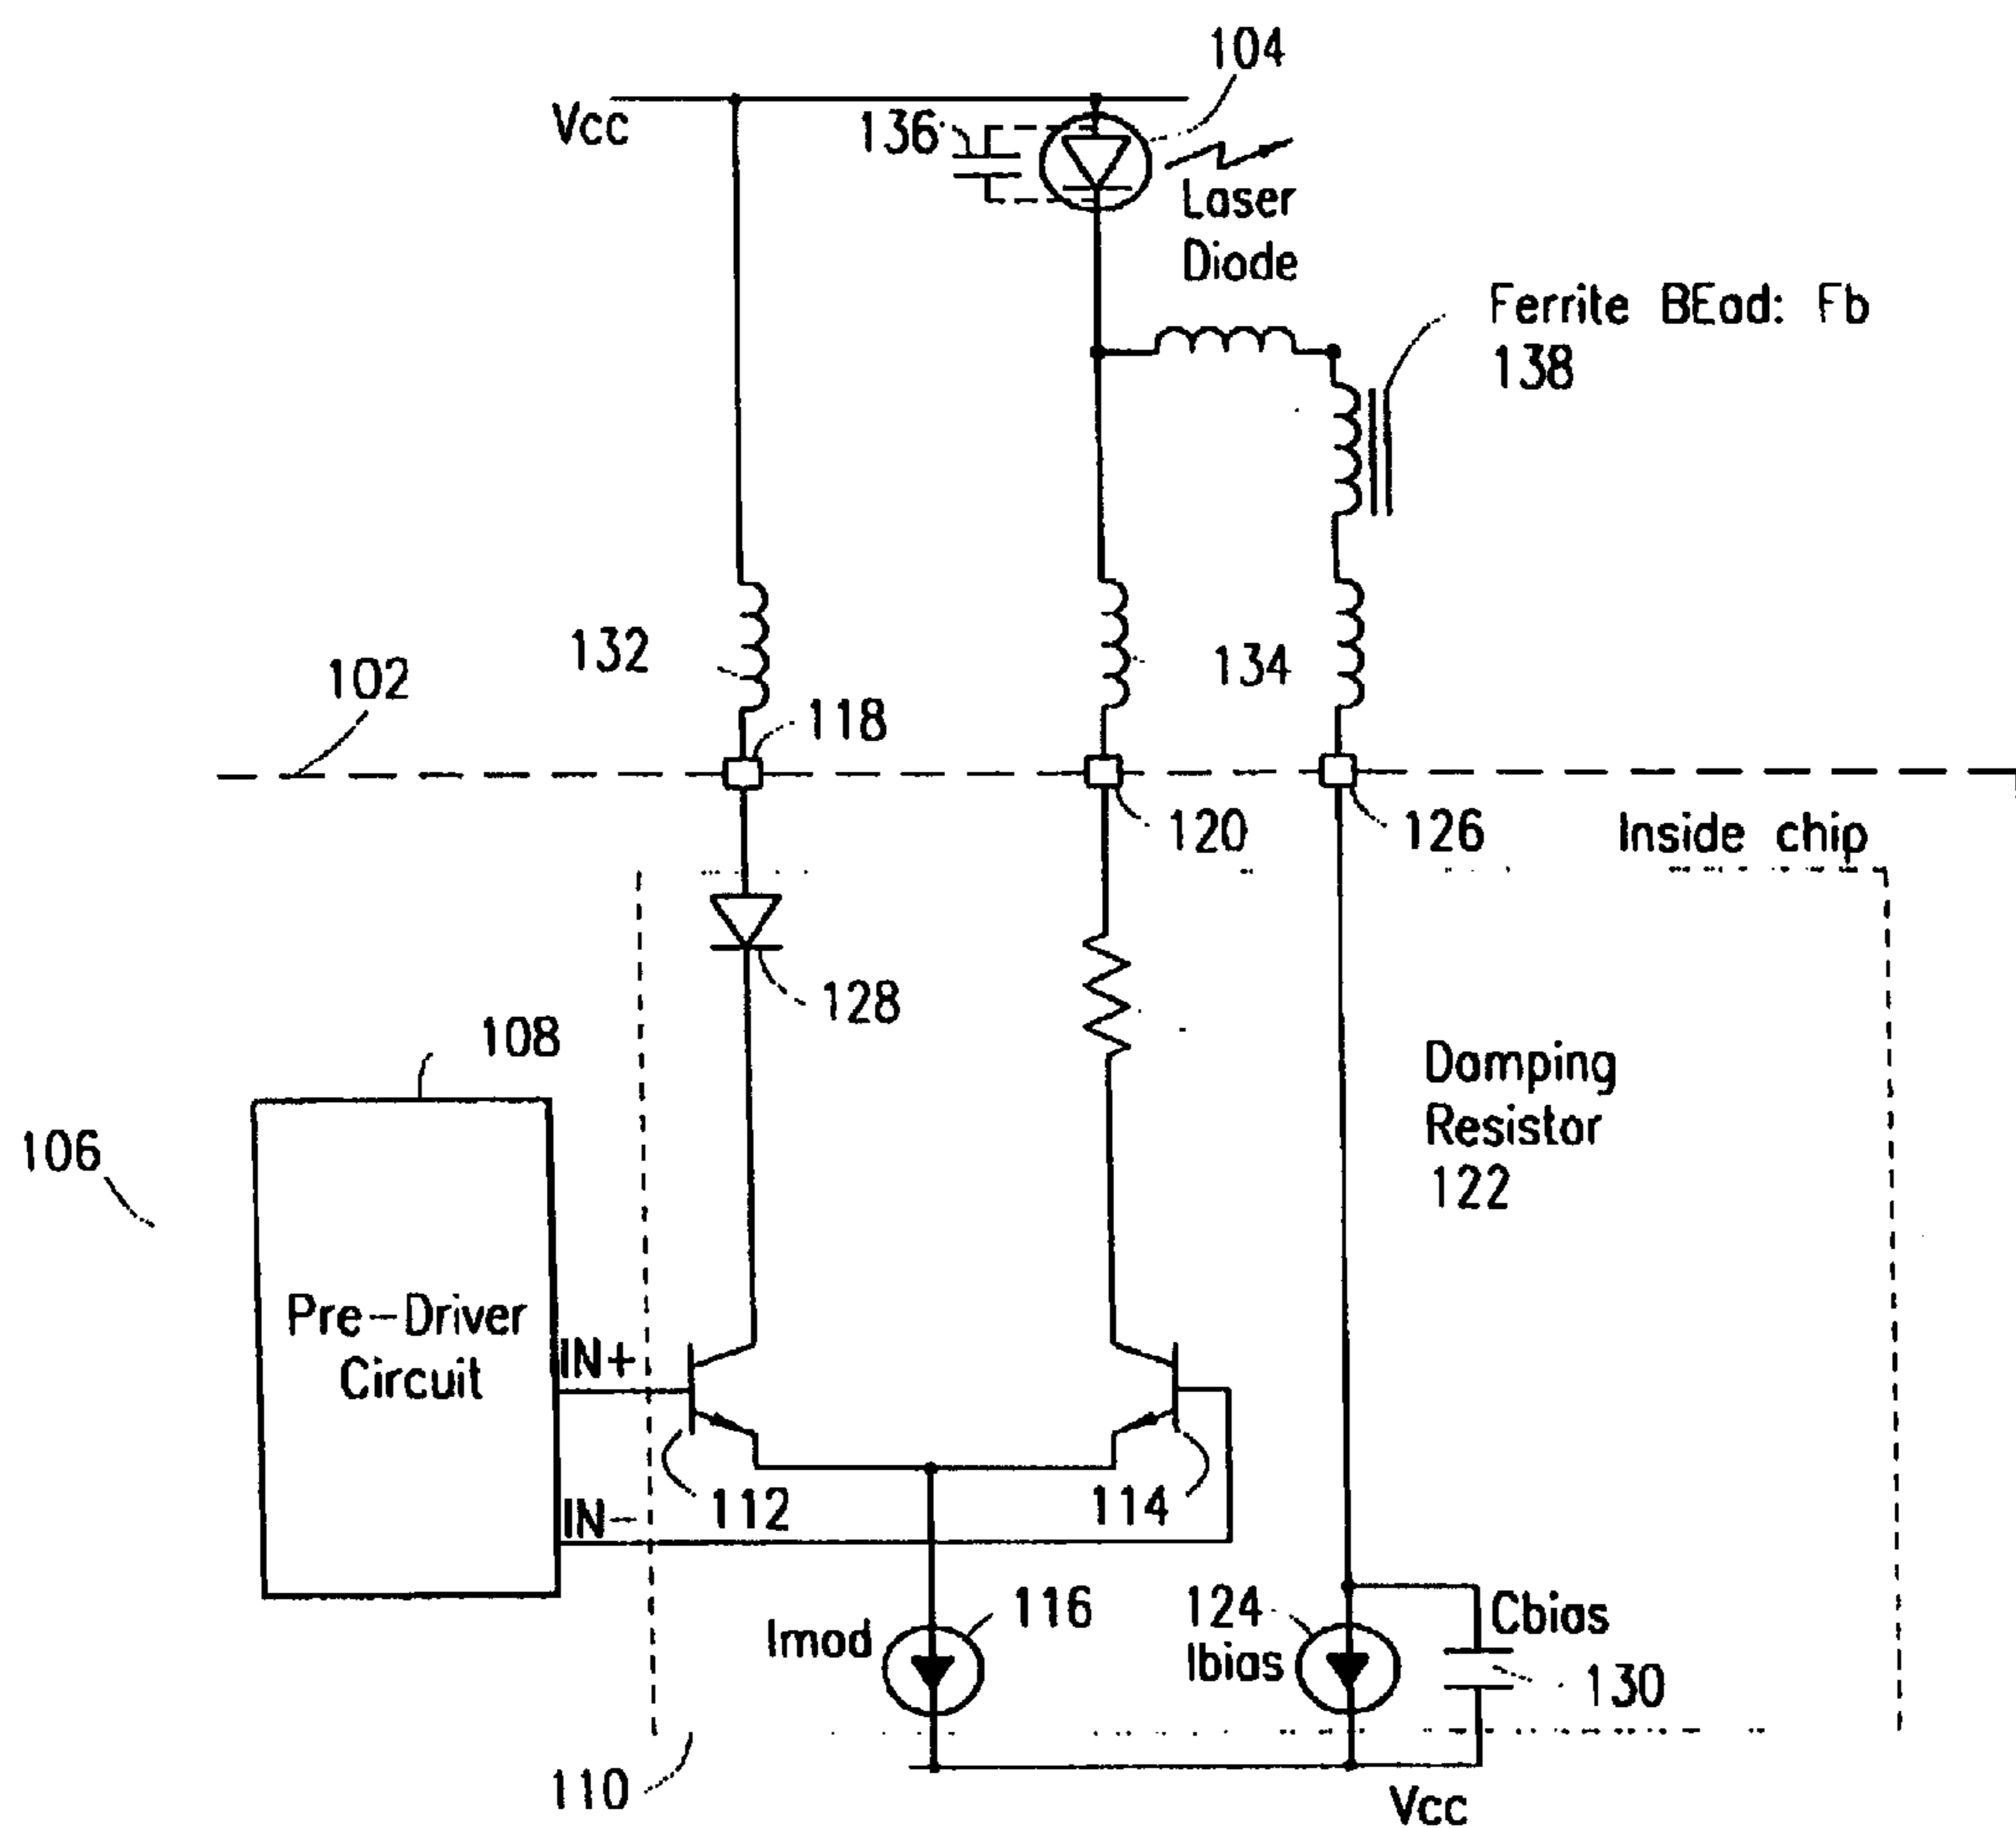 104
Vcc
136
Laser
Diode
Ferrite BEad: Fb
138
132
134
102
118
120
126
Inside chip
128
108
Damping
Resistor
122
106
Pre-Driver
Circuit
IN+
IN-
112
114
116
Imod
124
Ibias
Cbias
130
110
Vcc